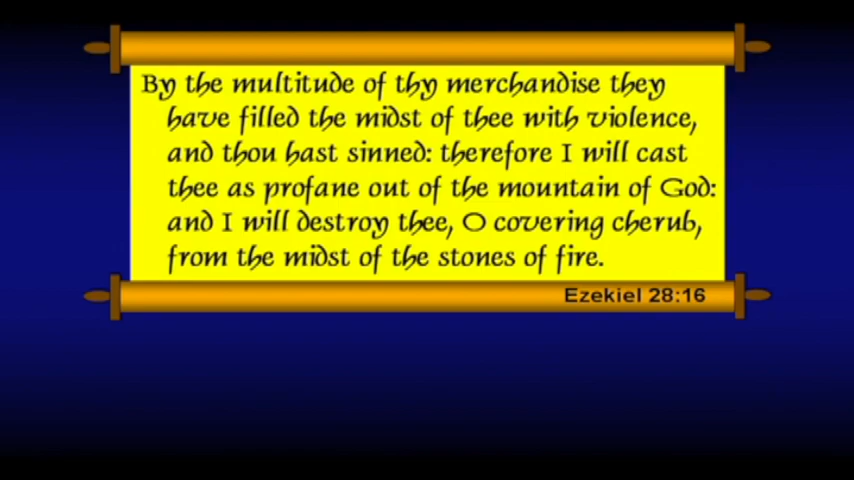 By the multitude of thy merchandise they
have filled the midst of thee with violence,
and thou hast sinned: therefore I will cast
thee as profane out of the mountain of God:
and I will destroy thee, O covering cherub,
from the midst of the stones of fire.
Ezekiel 28:16